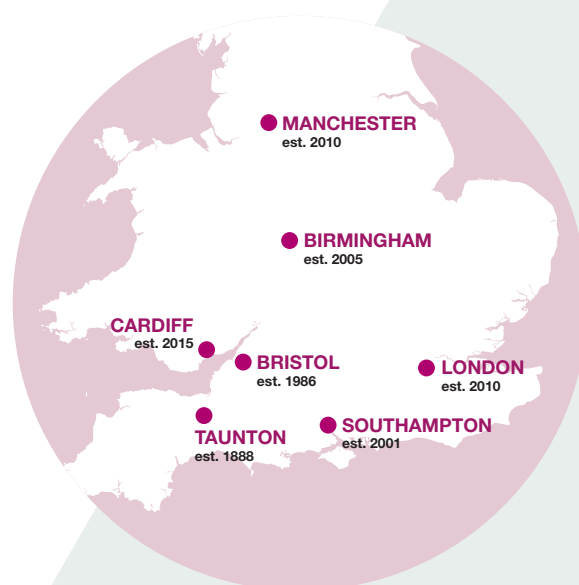 MANCHESTER
est. 2010
BIRMINGHAM
est. 2005
CARDIFF
est. 2015
BRISTOL
est. 1986
LONDON
est. 2010
TAUNTON
est. 1888
SOUTHAMPTON
est. 2001